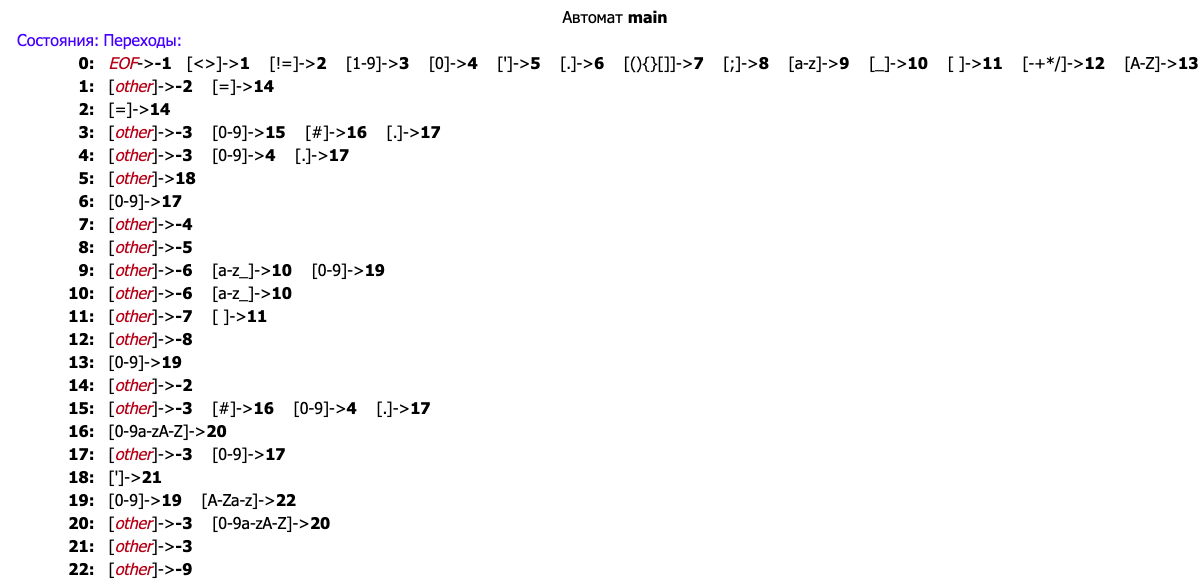 Автомат main
Состояния: Переходы:
0: EOF->-1 [<>]->1 [!=]->2 [1-9]->3 [0]->4 [']->5 [.]->6 [(){}[]]->7 [;]->8 [a-z]->9 [_]->10 [ ]->11 [-+*/]->12 [A-Z]->13
1: [other]->-2 [=]->14
2: [=]->14
3: [other]->-3 [0-9]->15 [#]->16 [.]->17
4: [other]->-3 [0-9]->4 [.]->17
5: [other]->18
6: [0-9]->17
7: [other]->-4
8: [other]->-5
9: [other]->-6 [a-z_]->10 [0-9]->19
10: [other]->-6 [a-z_]->10
11: [other]->-7 [ ]->11
12: [other]->-8
13: [0-9]->19
14: [other]->-2
15: [other]->-3 [#]->16 [0-9]->4 [.]->17
16: [0-9a-zA-Z]->20
17: [other]->-3 [0-9]->17
18: [']->21
19: [0-9]->19 [A-Za-z]->22
20: [other]->-3 [0-9a-zA-Z]->20
21: [other]->-3
22: [other]->-9